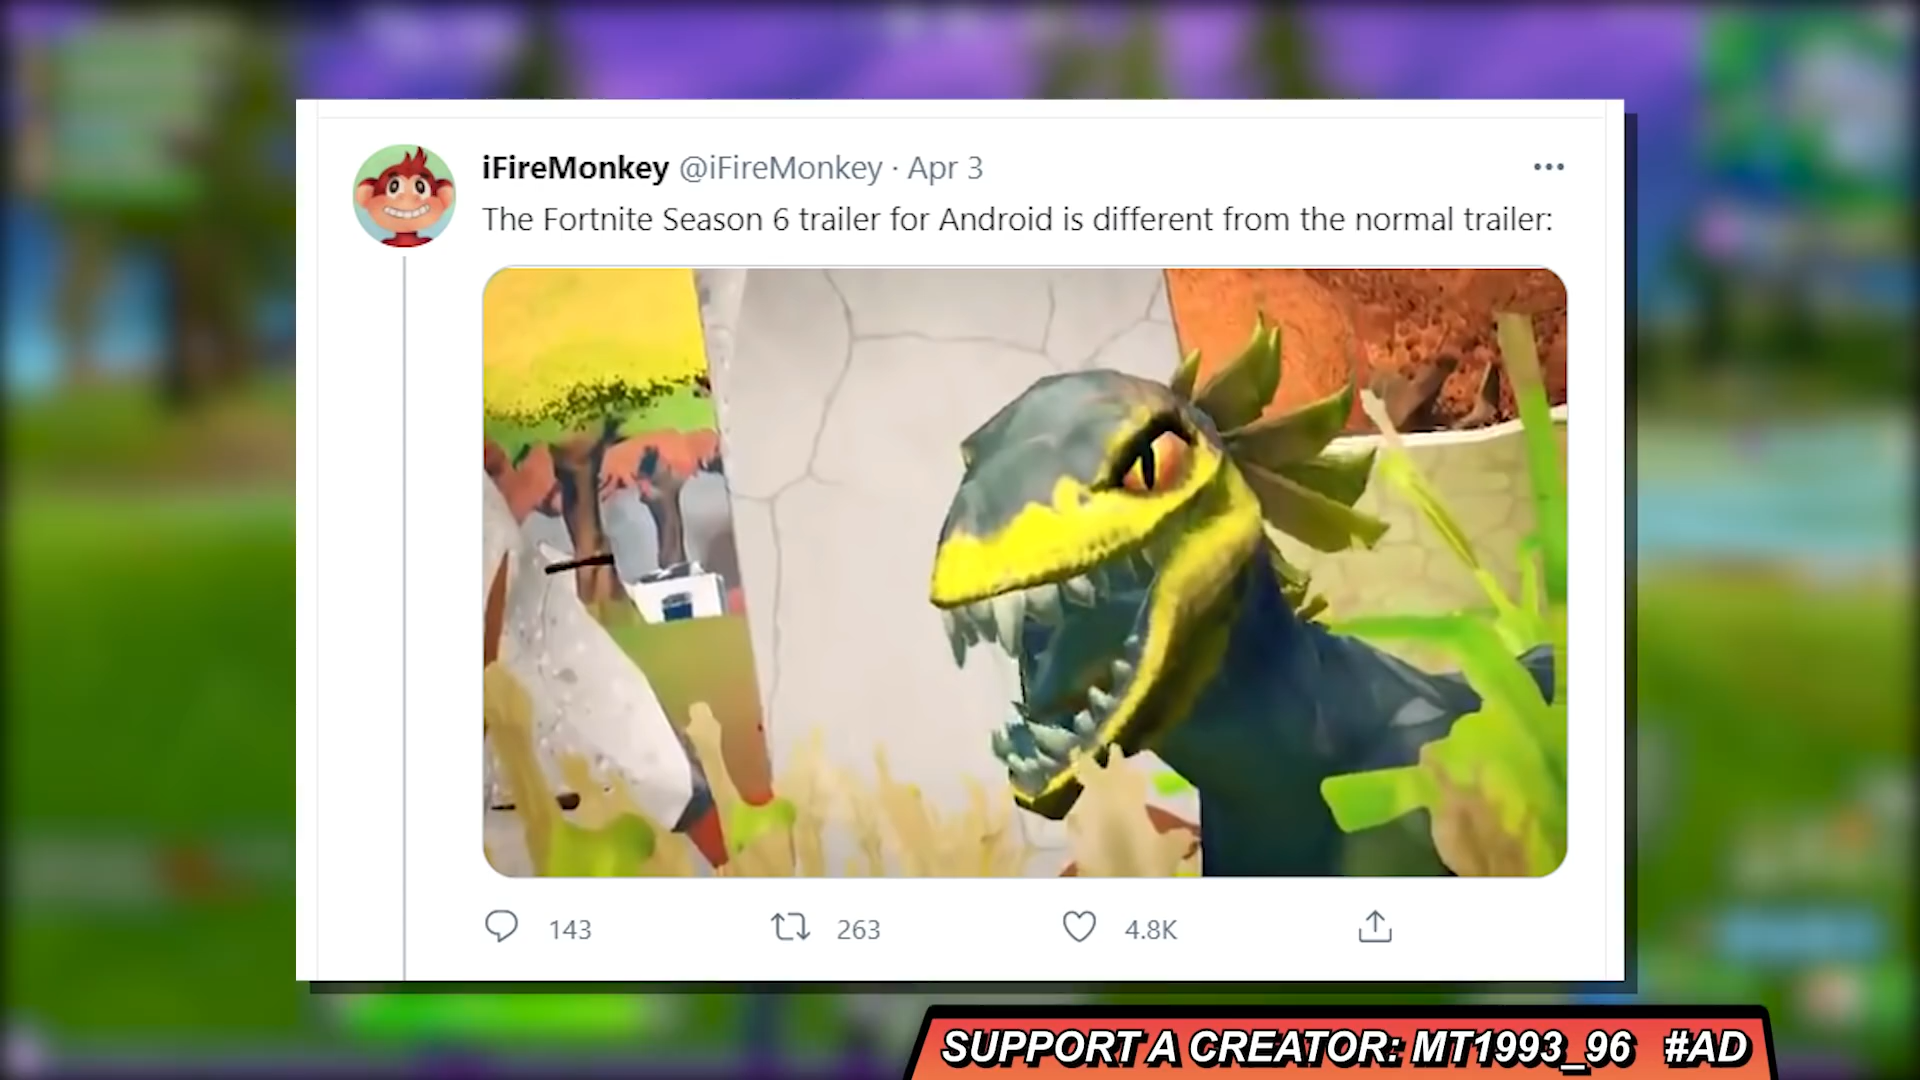 iFireMonkey @iFireMonkey · Apr 3
The Fortnite Season 6 trailer for Android is different from the normal trailer:
143 263 4.8K
SUPPORT A CREATOR: MT1993_96 #AD